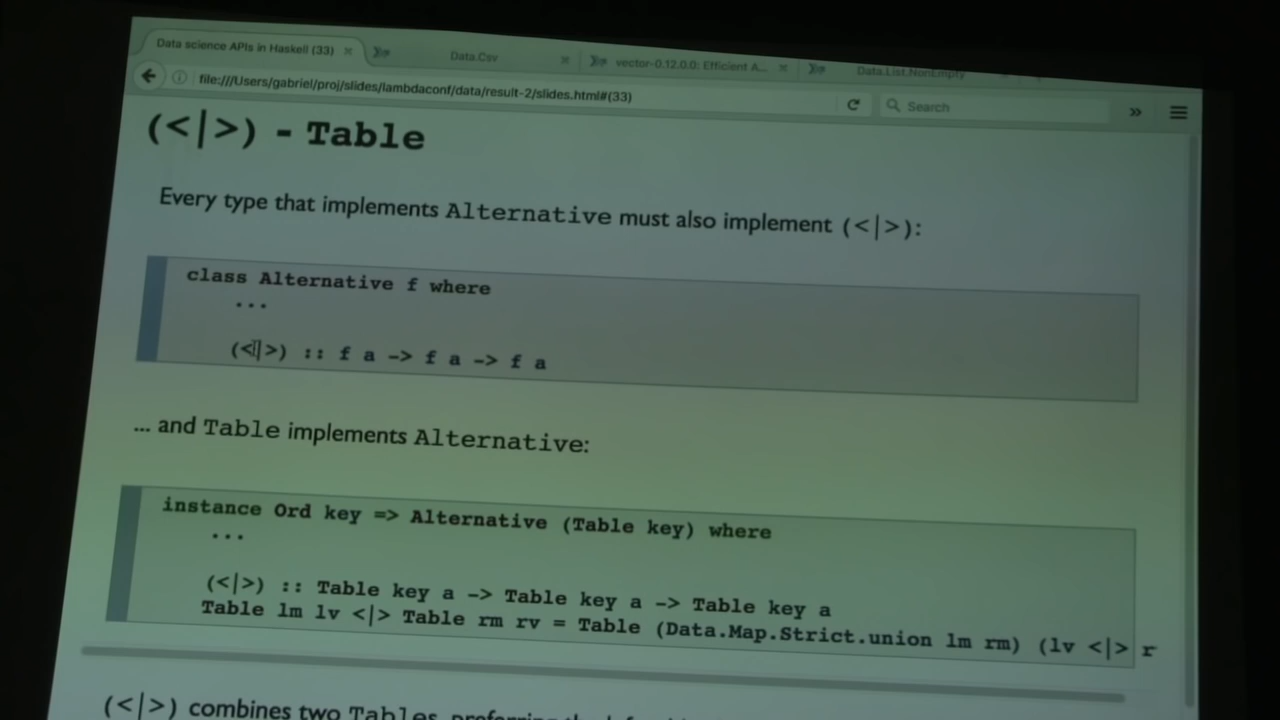 Data science APIs in Haskell (33)
Data.Csv
vector-0.12.0.0: Efficient A...
Data.List.NonEmpty
file:///Users/gabriel/proj/slides/lambdaconf/data/result-2/slides.html#(33)
Search
(<|>) - Table
Every type that implements Alternative must also implement (<|>):
class Alternative f where
...
(<|>) :: f a -> f a -> f a
... and Table implements Alternative:
instance Ord key => Alternative (Table key) where
...
(<|>) :: Table key a -> Table key a -> Table key a
Table lm lv <|> Table rm rv = Table (Data.Map.Strict.union lm rm) (lv <|> r
(<|>) combines two Tables, preferring the